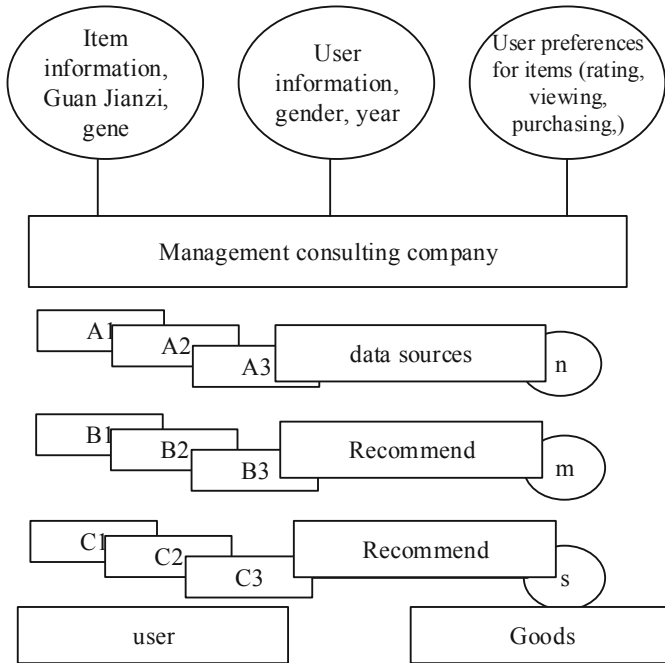 Item
information,
Guan Jianzi,
gene
User
information,
gender, year
User preferences
for items (rating,
viewing,
purchasing,)
Management consulting company
A1
A2
A3
data sources
n
B1
B2
B3
Recommend
m
C1
C2
C3
Recommend
s
user
Goods